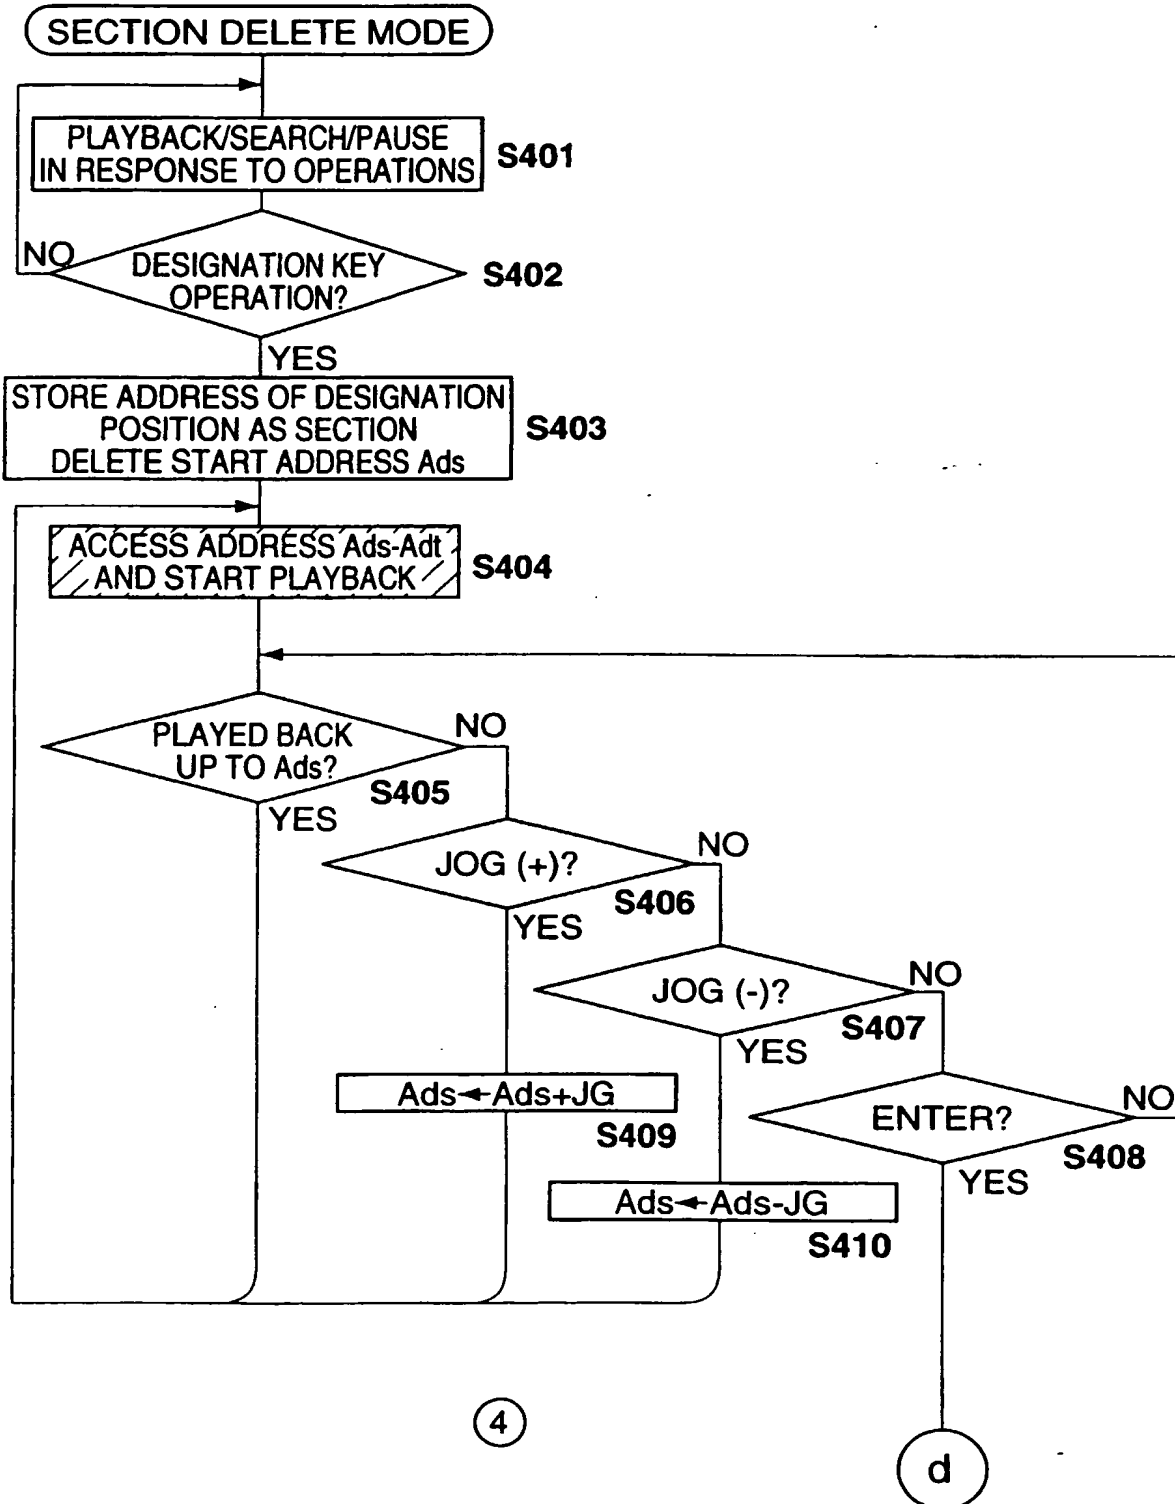 SECTION DELETE MODE
PLAYBACK/SEARCH/PAUSE
IN RESPONSE TO OPERATIONS
S401
NO
DESIGNATION KEY
OPERATION?
S402
YES
STORE ADDRESS OF DESIGNATION
POSITION AS SECTION
DELETE START ADDRESS Ads
S403
ACCESS ADDRESS Ads-Adt
AND START PLAYBACK
S404
PLAYED BACK
UP TO Ads?
NO
S405
YES
JOG (+)?
NO
S406
YES
JOG (-)?
NO
S407
YES
Ads←Ads+JG
S409
ENTER?
NO
S408
YES
Ads←Ads-JG
S410
4
d